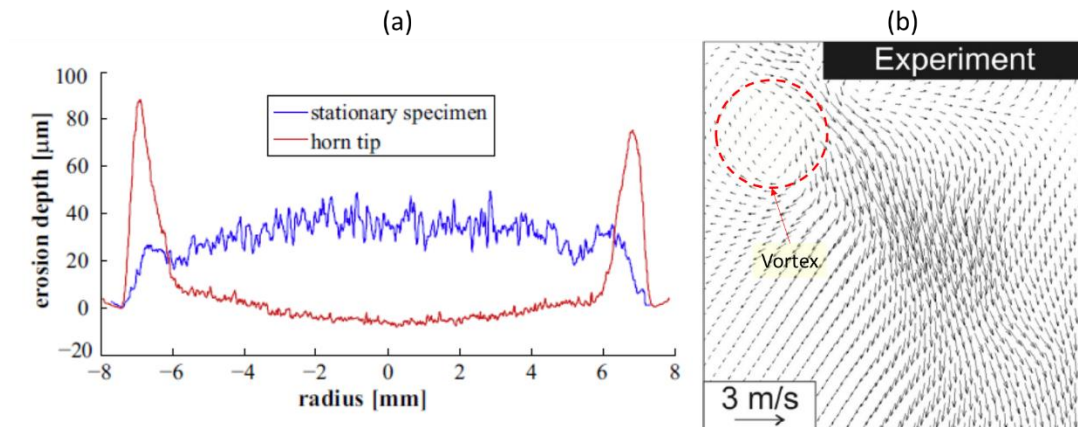 (a)
(b)
100
80
60
40
20
0
−20
erosion depth [µm]
stationary specimen
horn tip
−8
−6
−4
−2
0
2
4
6
8
radius [mm]
Experiment
Vortex
3 m/s